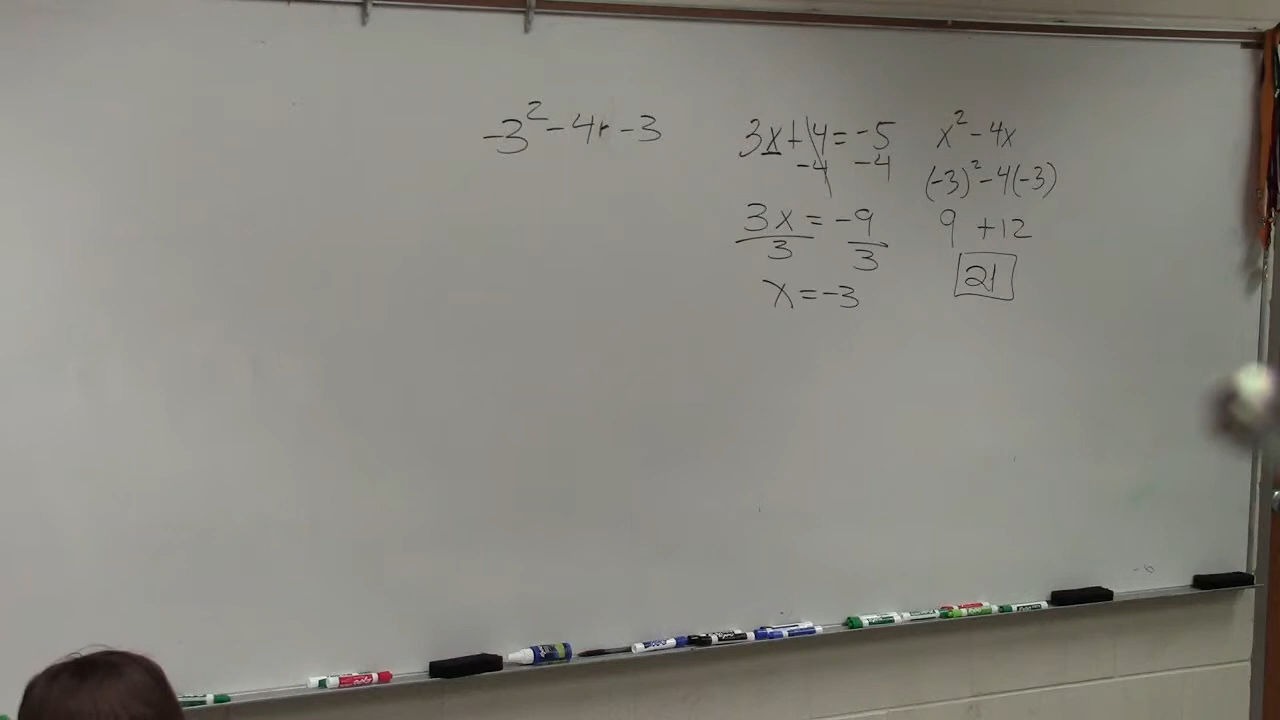 -3² - 4· -3
3x + 4 = -5
-4 -4
3x = -9
3 3
x = -3
x² - 4x
(-3)² - 4(-3)
9 + 12
21